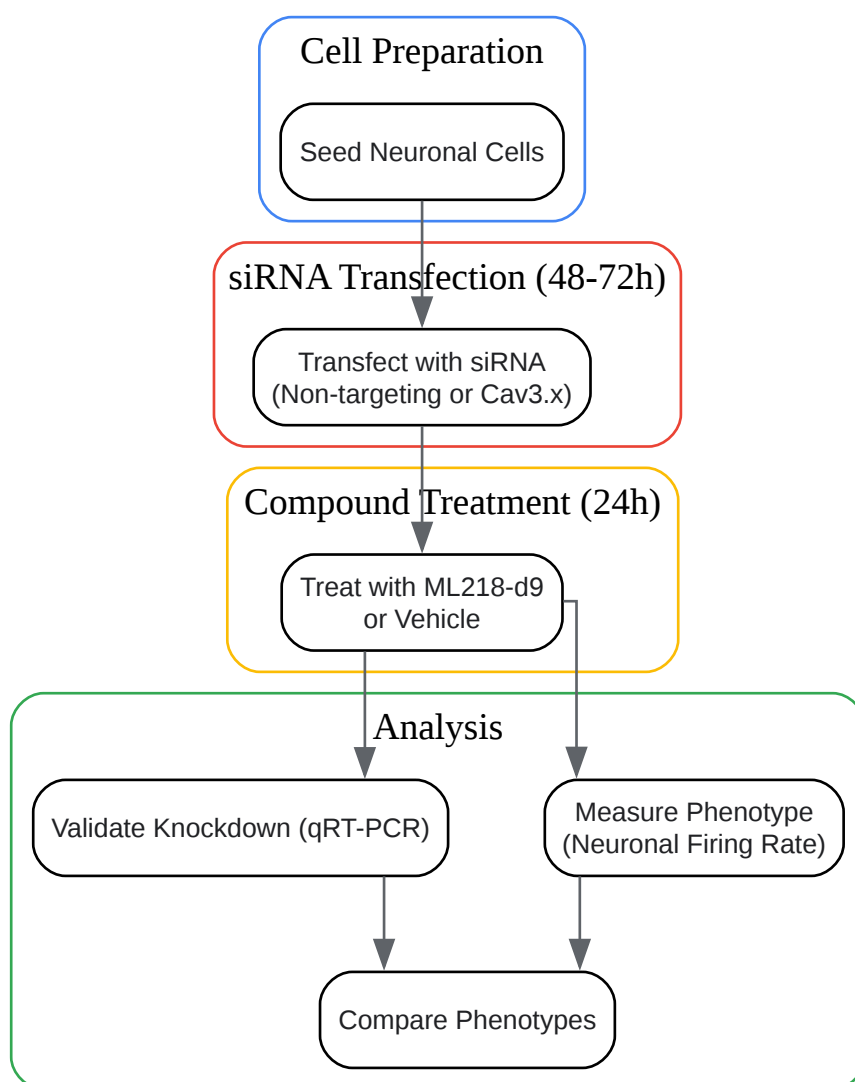 Cell Preparation
Seed Neuronal Cells
siRNA Transfection (48-72h)
Transfect with siRNA
(Non-targeting or Cav3.x)
Compound Treatment (24h)
Treat with ML218-d9
or Vehicle
Analysis
Validate Knockdown (qRT-PCR)
Measure Phenotype
(Neuronal Firing Rate)
Compare Phenotypes